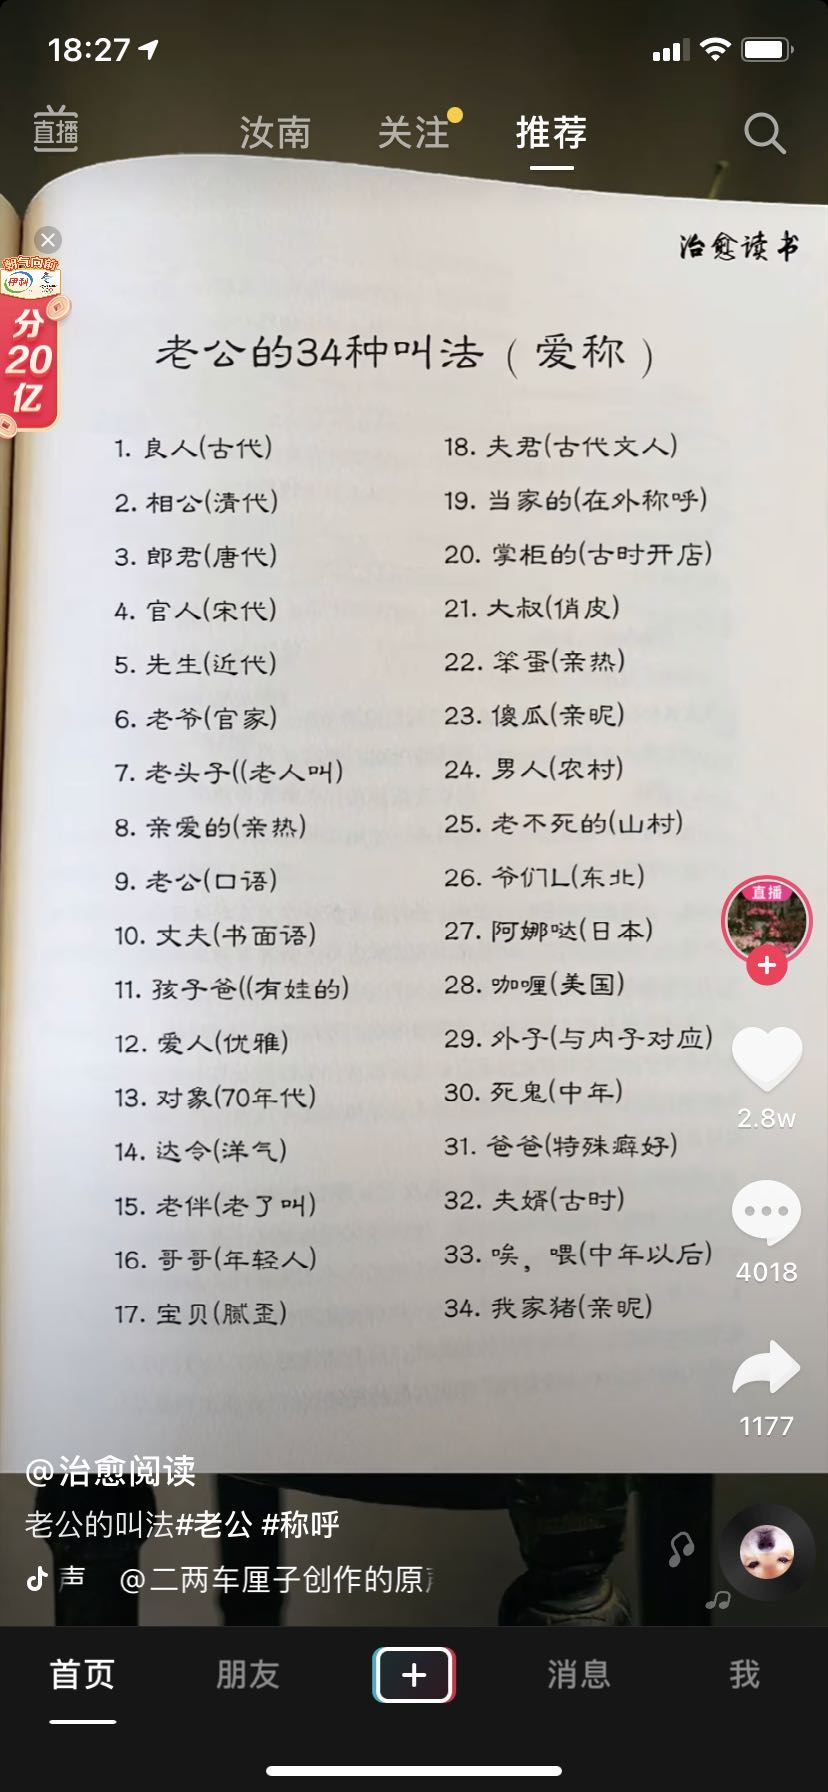 18:27
直播
汝南
关注
推荐
治愈读书
朝气向前
伊利
分
20
亿
老公的34种叫法（爱称）
1. 良人(古代)
2. 相公(清代)
3. 郎君(唐代)
4. 官人(宋代)
5. 先生(近代)
6. 老爷(官家)
7. 老头子((老人叫)
8. 亲爱的(亲热)
9. 老公(口语)
10. 丈夫(书面语)
11. 孩子爸((有娃的)
12. 爱人(优雅)
13. 对象(70年代)
14. 达令(洋气)
15. 老伴(老了叫)
16. 哥哥(年轻人)
17. 宝贝(腻歪)
18. 夫君(古代文人)
19. 当家的(在外称呼)
20. 掌柜的(古时开店)
21. 大叔(俏皮)
22. 笨蛋(亲热)
23. 傻瓜(亲昵)
24. 男人(农村)
25. 老不死的(山村)
26. 爷们L(东北)
27. 阿娜哒(日本)
28. 咖喱(美国)
29. 外子(与内子对应)
30. 死鬼(中年)
31. 爸爸(特殊癖好)
32. 夫婿(古时)
33. 唉，喂(中年以后)
34. 我家猪(亲昵)
直播
2.8w
4018
1177
@治愈阅读
老公的叫法#老公 #称呼
声 @二两车厘子创作的原
首页
朋友
消息
我